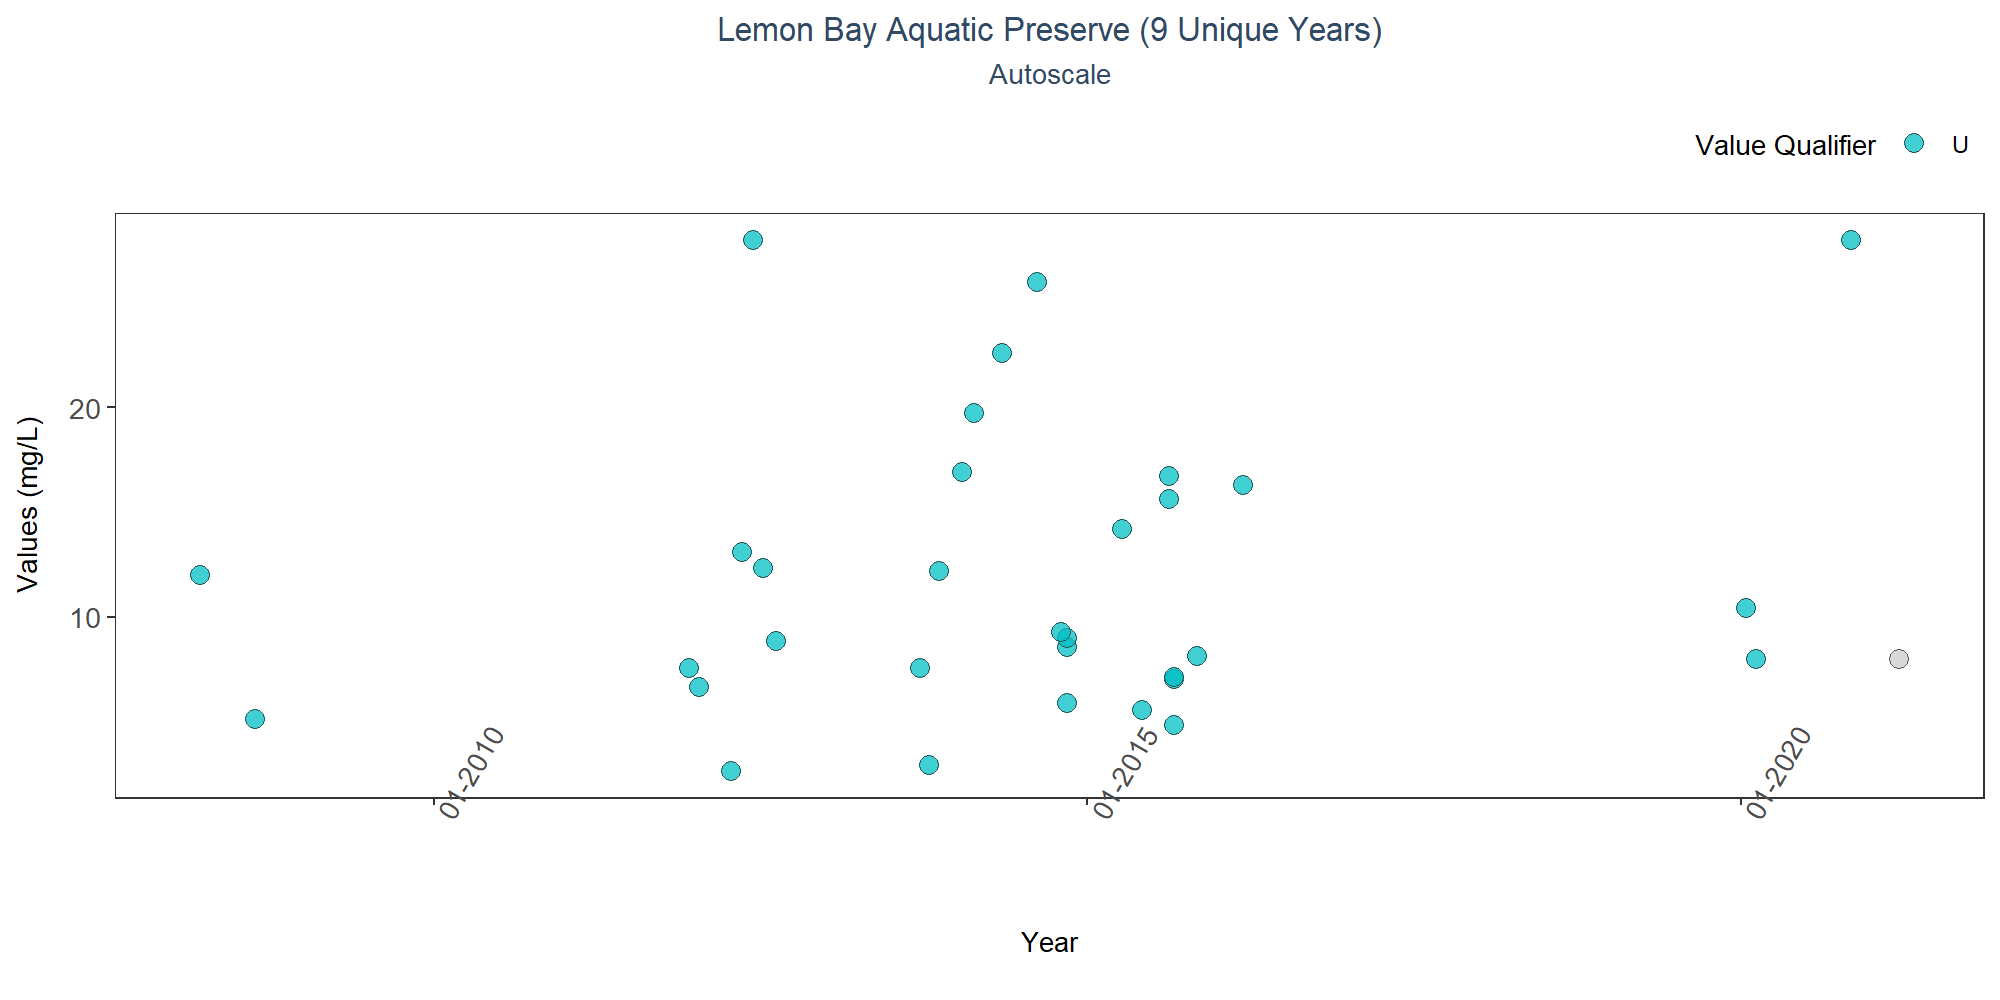 Lemon Bay Aquatic Preserve (9 Unique Years)
Autoscale
Value Qualifier U
Values (mg/L)
20
10
01-2010
01-2015
01-2020
Year